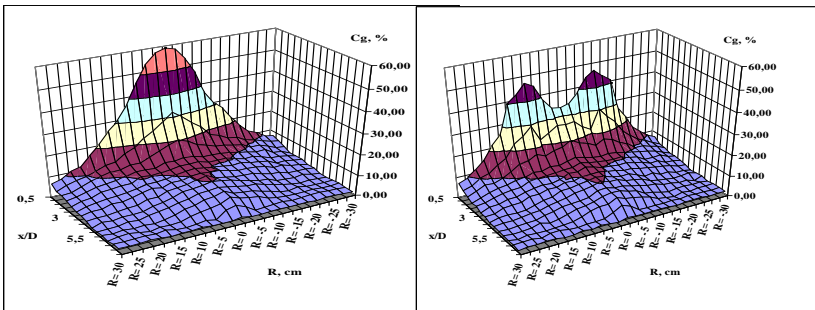 Cg, %
60,00
50,00
40,00
30,00
20,00
10,00
0,00
0,5
3
5,5
x/D
R= 30
R= 25
R= 20
R= 15
R= 10
R= 5
R= 0
R= -5
R= -10
R= -15
R= -20
R= -25
R= -30
R, cm
Cg, %
60,00
50,00
40,00
30,00
20,00
10,00
0,00
0,5
3
5,5
x/D
R= 30
R= 25
R= 20
R= 15
R= 10
R= 5
R= 0
R= -5
R= -10
R= -15
R= -20
R= -25
R= -30
R, cm